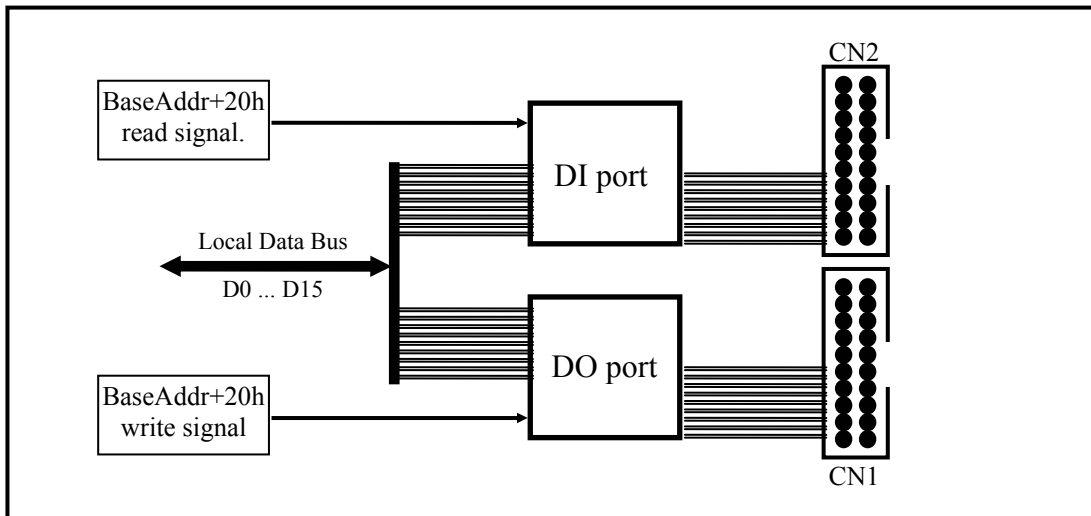 CN2
BaseAddr+20h
read signal.
DI port
Local Data Bus
D0 ... D15
DO port
BaseAddr+20h
write signal
CN1